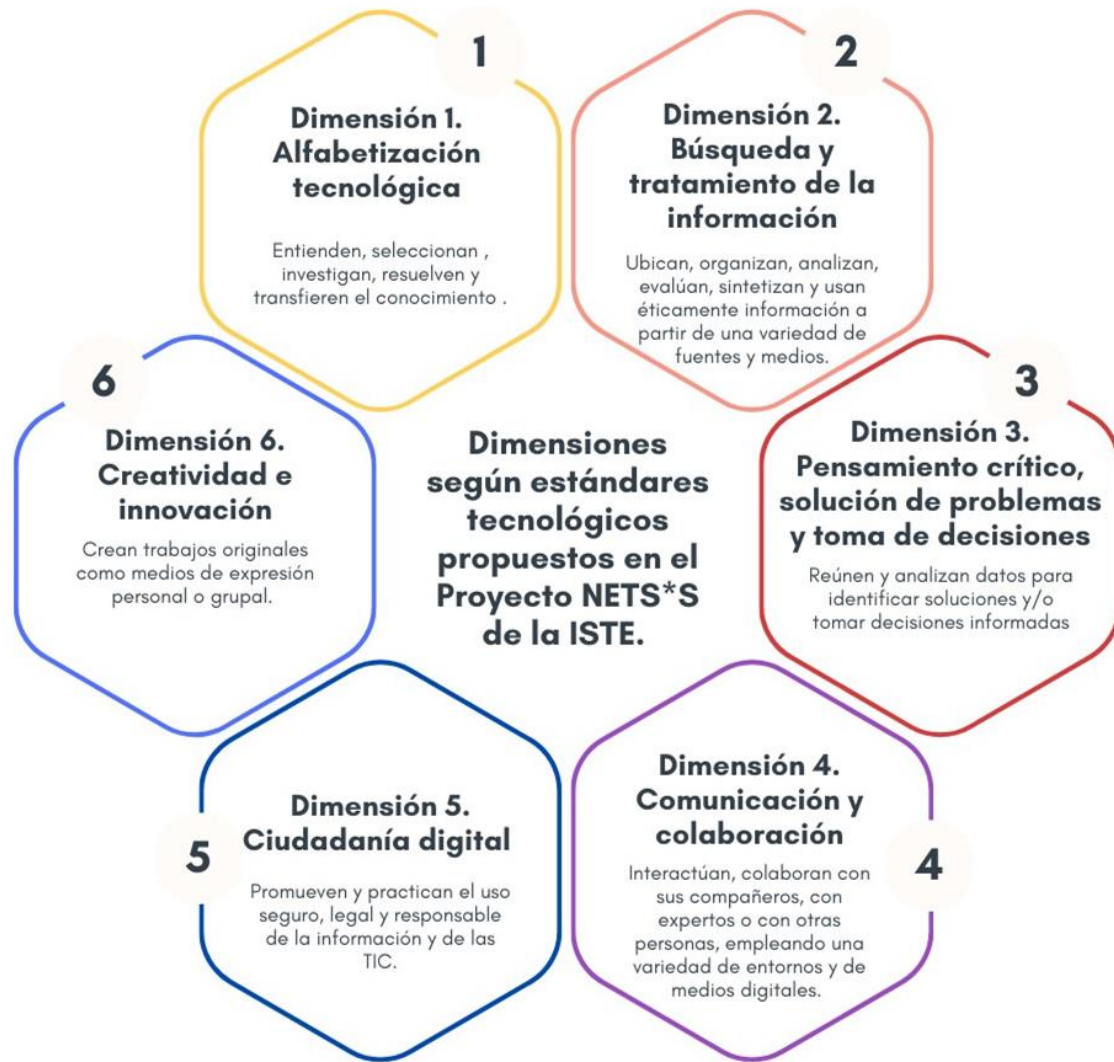 1
Dimensión 1.
Alfabetización
tecnológica
Entienden, seleccionan ,
investigan, resuelven y
transfieren el conocimiento .
2
Dimensión 2.
Búsqueda y
tratamiento de la
información
Ubican, organizan, analizan,
evalúan, sintetizan y usan
éticamente información a
partir de una variedad de
fuentes y medios.
3
Dimensión 3.
Pensamiento crítico,
solución de problemas
y toma de decisiones
Reúnen y analizan datos para
identificar soluciones y/o
tomar decisiones informadas
4
Dimensión 4.
Comunicación y
colaboración
Interactúan, colaboran con
sus compañeros, con
expertos o con otras
personas, empleando una
variedad de entornos y de
medios digitales.
5
Dimensión 5.
Ciudadanía digital
Promueven y practican el uso
seguro, legal y responsable
de la información y de las
TIC.
6
Dimensión 6.
Creatividad e
innovación
Crean trabajos originales
como medios de expresión
personal o grupal.
Dimensiones
según estándares
tecnológicos
propuestos en el
Proyecto NETS*S
de la ISTE.